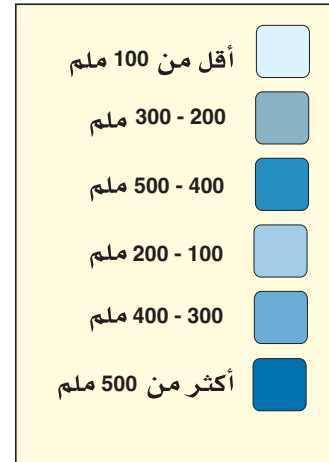 أقل من 100 ملم
200 - 300 ملم
400 - 500 ملم
100 - 200 ملم
300 - 400 ملم
أكثر من 500 ملم